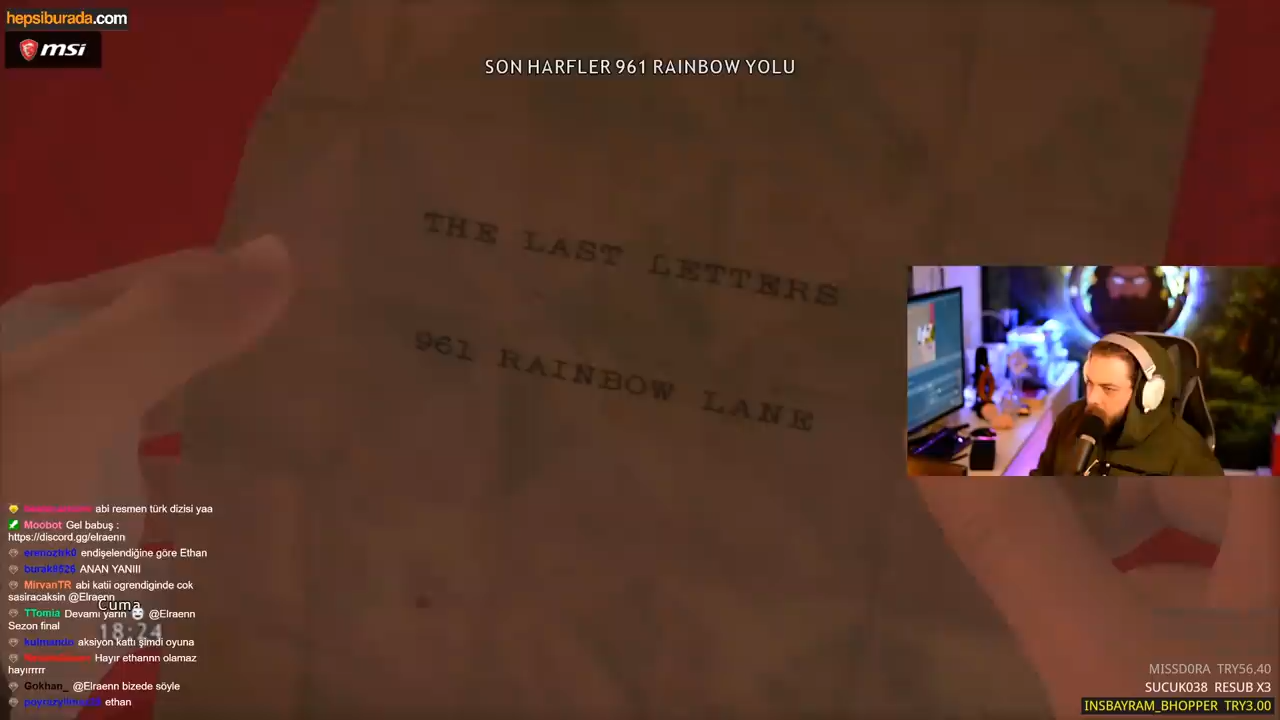 hepsiburada.com
msi
SON HARFLER 961 RAINBOW YOLU
THE LAST LETTERS
961 RAINBOW LANE
abi resmen türk dizisi yaa
Moobot Gel babuş :
https://discord.gg/elraenn
erenoztrk0 endişelendiğine göre Ethan
burak8526 ANAN YANIII
MirvanTR abi katii ogrendiginde cok
sasiracaksin @Elraenn
TTomia Devamı yarın @Elraenn
Sezon final
Cuma
18:24
kulmando aksiyon kattı şimdi oyuna
Hayır ethannn olamaz
hayırrrrr
Gokhan_ @Elraenn bizede söyle
ethan
MISSD0RA TRY56.40
SUCUK038 RESUB X3
INSBAYRAM_BHOPPER TRY3.00